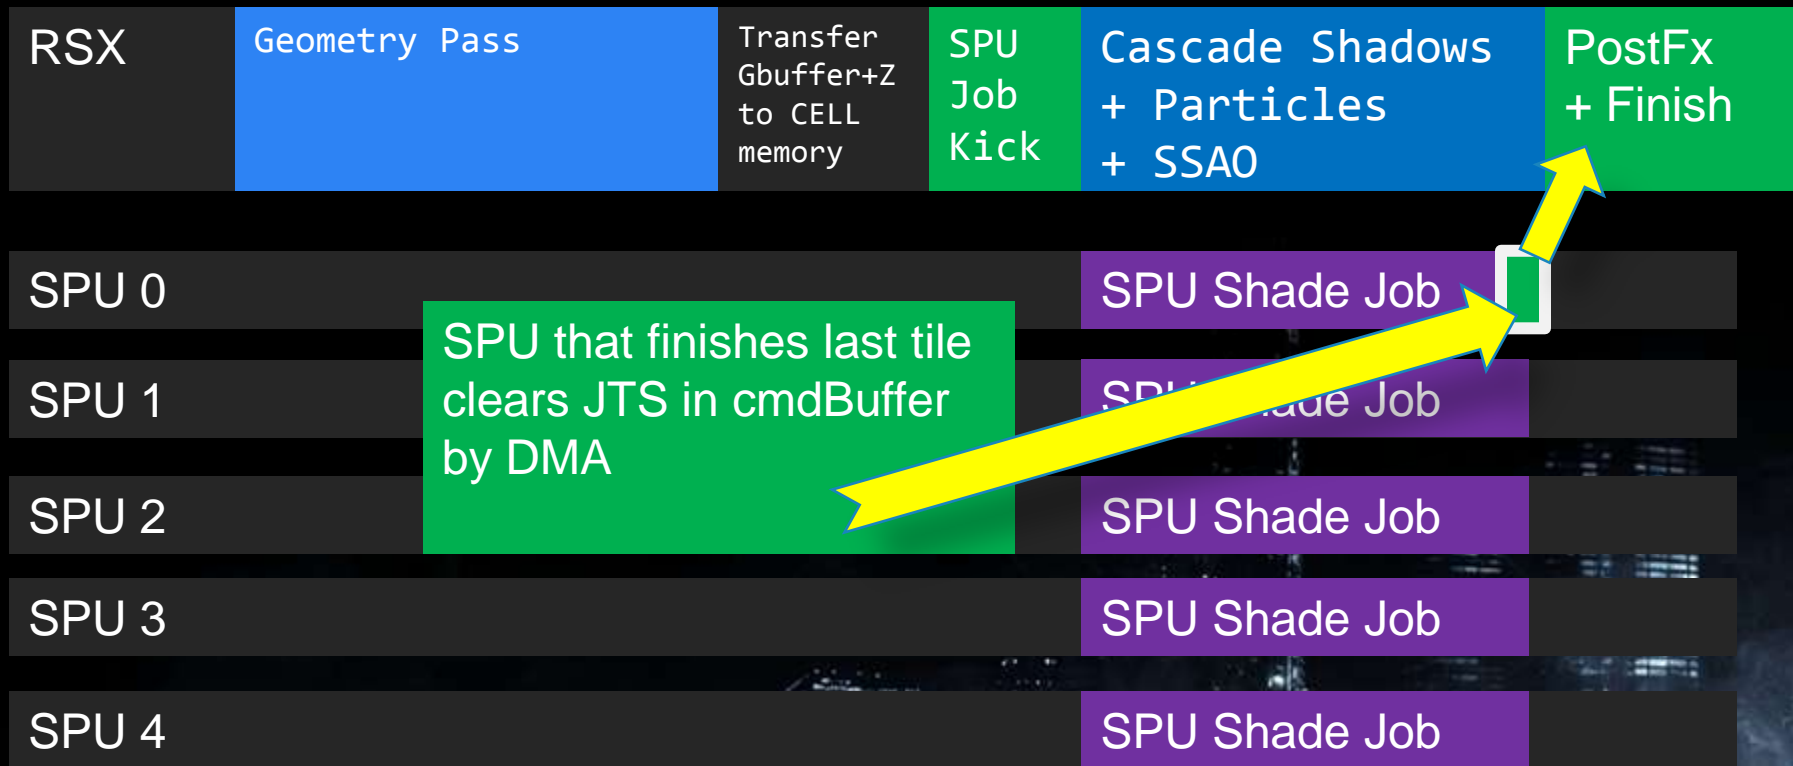 RSX
Geometry Pass
Transfer
Gbuffer+Z
to CELL
memory
SPU
Job
Kick
Cascade Shadows
+ Particles
+ SSAO
PostFx
+ Finish
SPU 0
SPU Shade Job
SPU that finishes last tile
clears JTS in cmdBuffer
by DMA
SPU 1
SPU Shade Job
SPU 2
SPU Shade Job
SPU 3
SPU Shade Job
SPU 4
SPU Shade Job